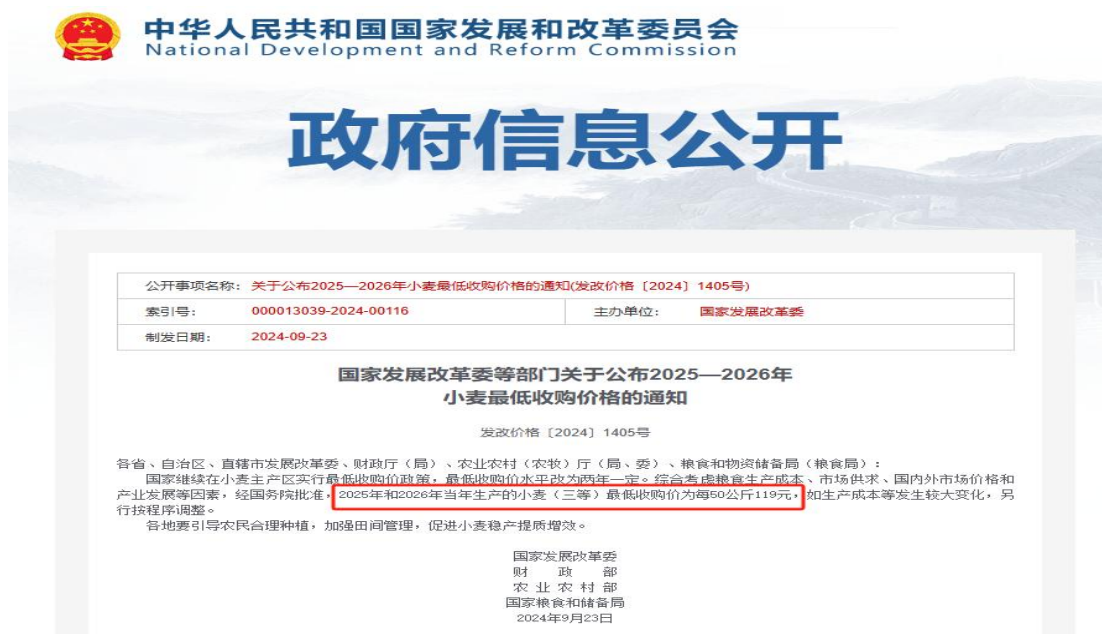 中华人民共和国国家发展和改革委员会
National Development and Reform Commission
政府信息公开
公开事项名称： 关于公布2025—2026年小麦最低收购价格的通知(发改价格〔2024〕1405号)
索引号： 000013039-2024-00116 主办单位： 国家发展改革委
制发日期： 2024-09-23
国家发展改革委等部门关于公布2025—2026年
小麦最低收购价格的通知
发改价格〔2024〕1405号
各省、自治区、直辖市发展改革委、财政厅（局）、农业农村（农牧）厅（局、委）、粮食和物资储备局（粮食局）：
国家继续在小麦主产区实行最低收购价政策，最低收购价水平改为两年一定。综合考虑粮食生产成本、市场供求、国内外市场价格和
产业发展等因素，经国务院批准，2025年和2026年当年生产的小麦（三等）最低收购价为每50公斤119元，如生产成本等发生较大变化，另
行按程序调整。
各地要引导农民合理种植，加强田间管理，促进小麦稳产提质增效。
国家发展改革委
财 政 部
农 业 农 村 部
国家粮食和储备局
2024年9月23日